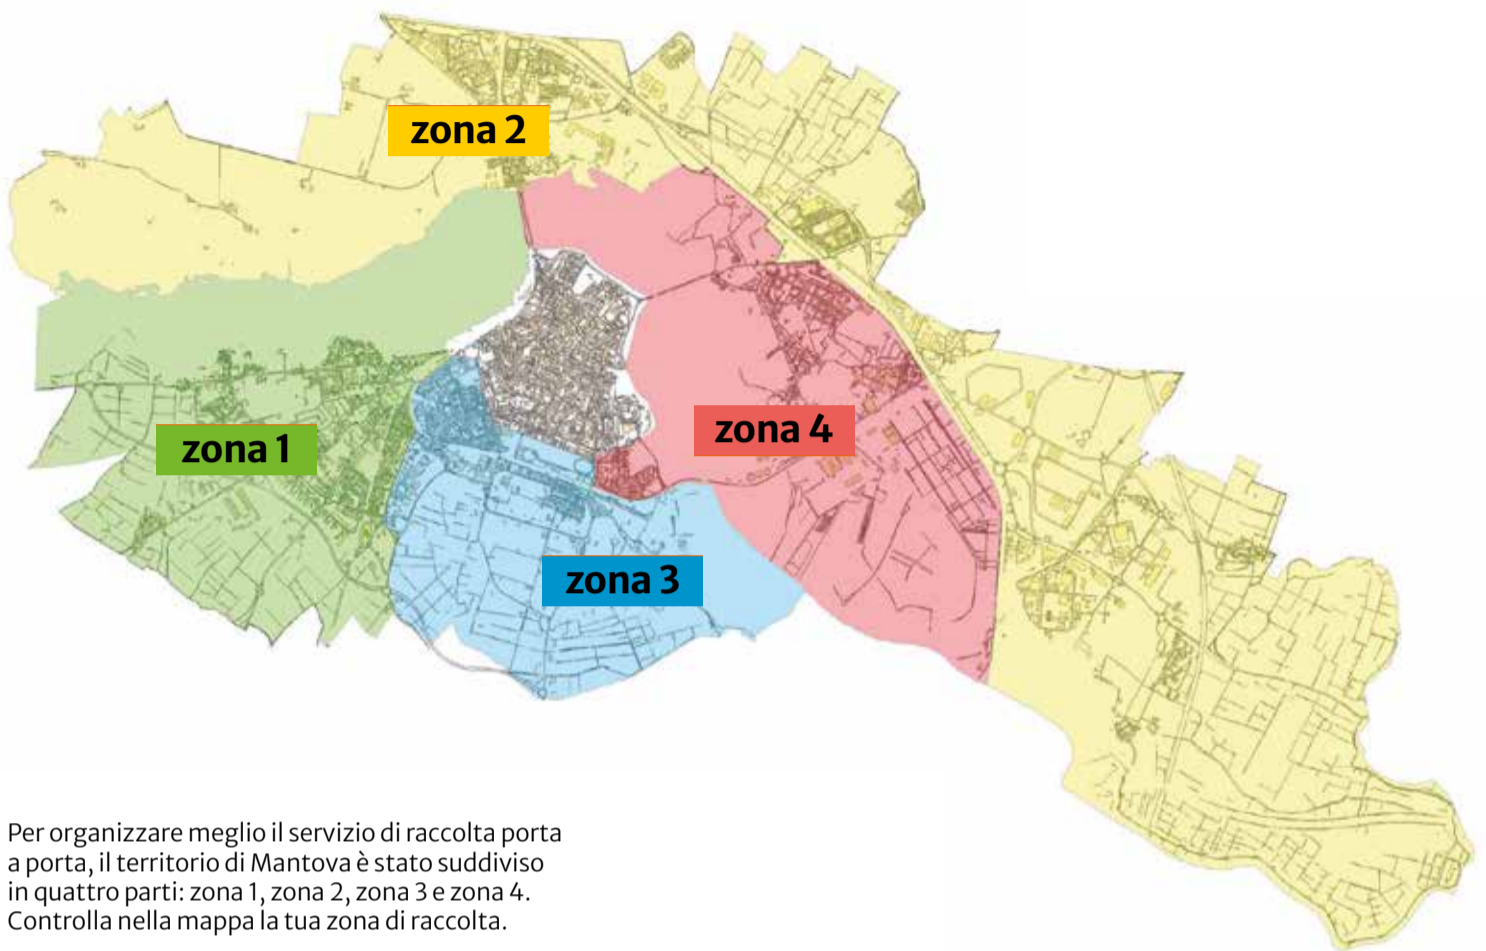 zona 2
zona 4
zona 1
zona 3
Per organizzare meglio il servizio di raccolta porta
a porta, il territorio di Mantova è stato suddiviso
in quattro parti: zona 1, zona 2, zona 3 e zona 4.
Controlla nella mappa la tua zona di raccolta.